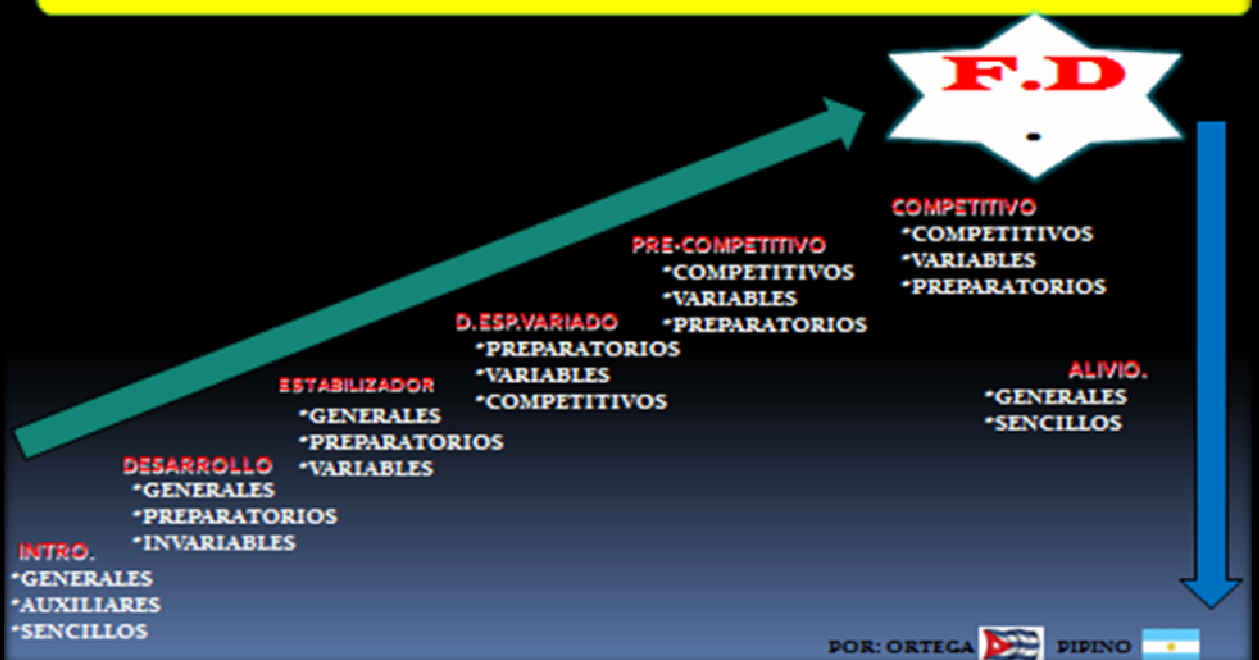 F.D
.
COMPETITIVO
*COMPETITIVOS
*VARIABLES
*PREPARATORIOS
PRE-COMPETITIVO
*COMPETITIVOS
*VARIABLES
*PREPARATORIOS
D.ESP.VARIADO
*PREPARATORIOS
*VARIABLES
*COMPETITIVOS
ALIVIO.
*GENERALES
*SENCILLOS
ESTABILIZADOR
*GENERALES
*PREPARATORIOS
*VARIABLES
DESARROLLO
*GENERALES
*PREPARATORIOS
*INVARIABLES
INTRO.
*GENERALES
*AUXILIARES
*SENCILLOS
POR: ORTEGA PIPINO